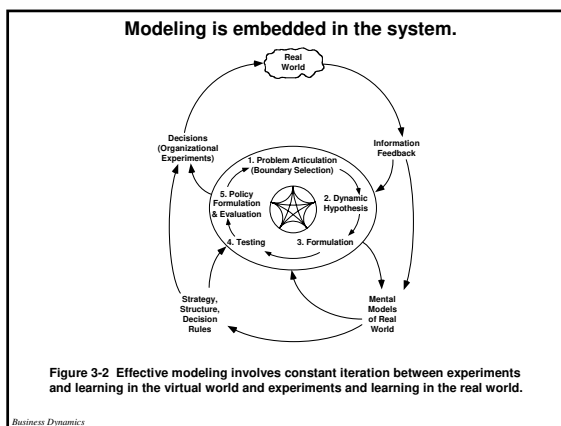 Modeling is embedded in the system.
Real
World
Decisions
(Organizational
Experiments)
Information
Feedback
1. Problem Articulation
(Boundary Selection)
2. Dynamic
Hypothesis
3. Formulation
4. Testing
5. Policy
Formulation
& Evaluation
Strategy,
Structure,
Decision
Rules
Mental
Models
of Real
World
Figure 3-2 Effective modeling involves constant iteration between experiments
and learning in the virtual world and experiments and learning in the real world.
Business Dynamics